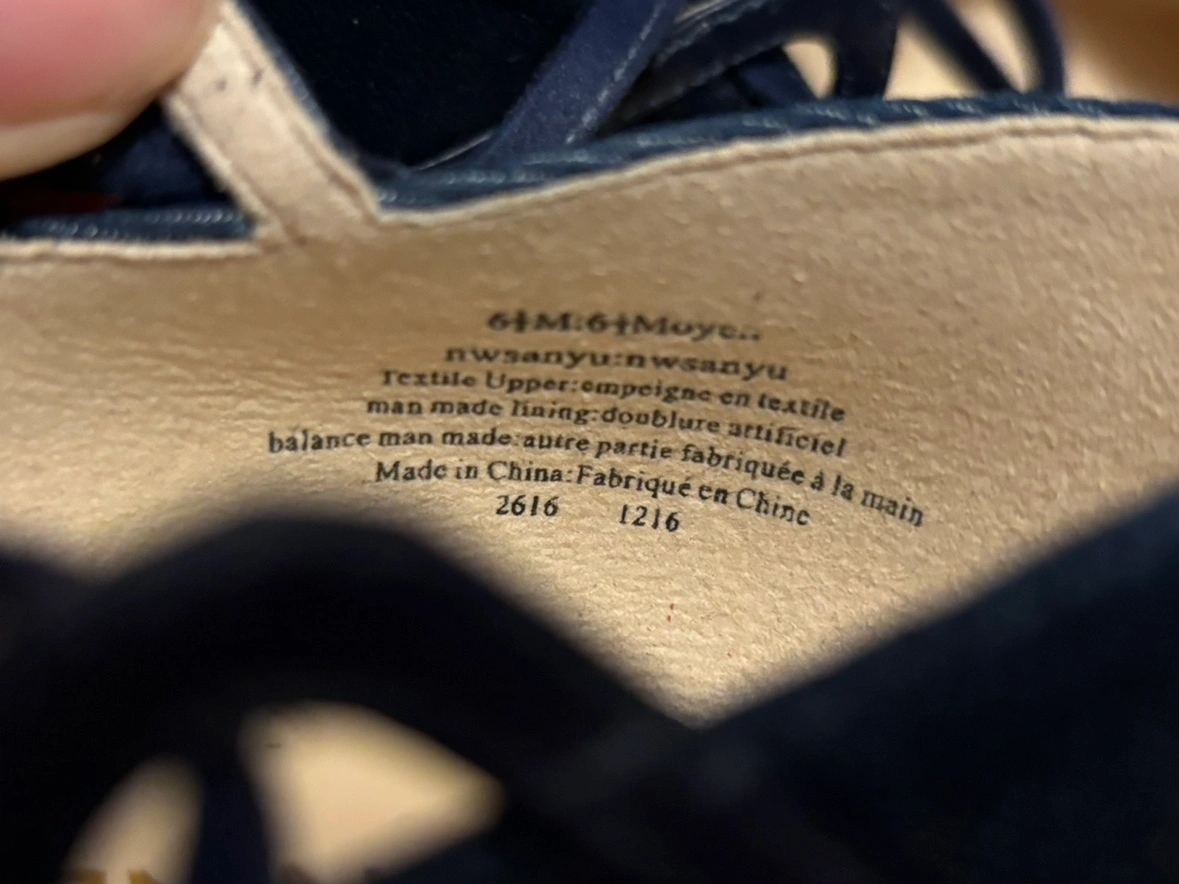 6½M:6½Moye..
nwsanyu:nwsanyu
Textile Upper:empeigne en textile
man made lining:doublure artificiel
balance man made:autre partie fabriquée à la main
Made in China:Fabriqué en Chine
2616 1216